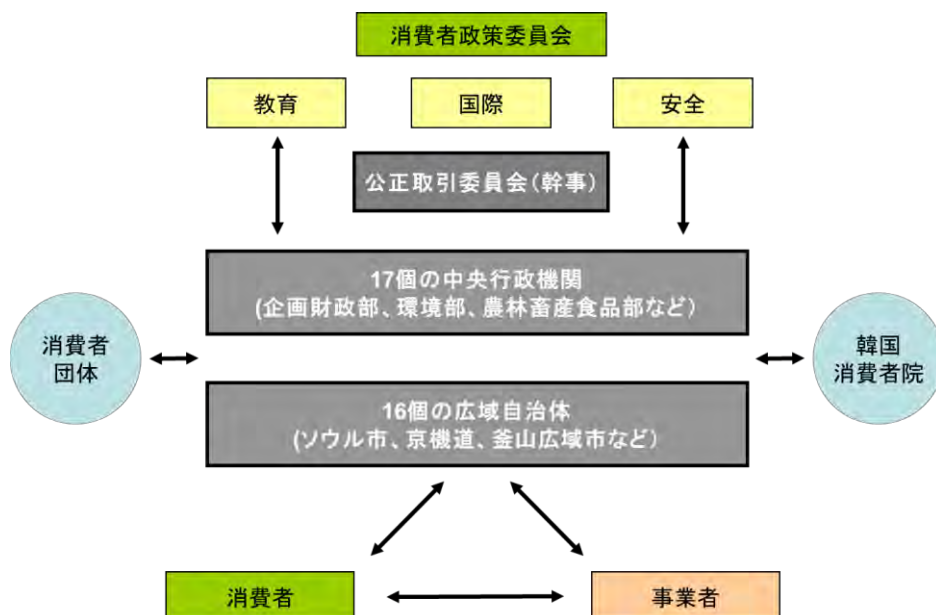 消費者政策委員会
教育
国際
安全
公正取引委員会(幹事)
17個の中央行政機関
(企画財政部、環境部、農林畜産食品部など)
消費者
団体
韓国
消費者院
16個の広域自治体
(ソウル市、京機道、釜山広域市など)
消費者
事業者